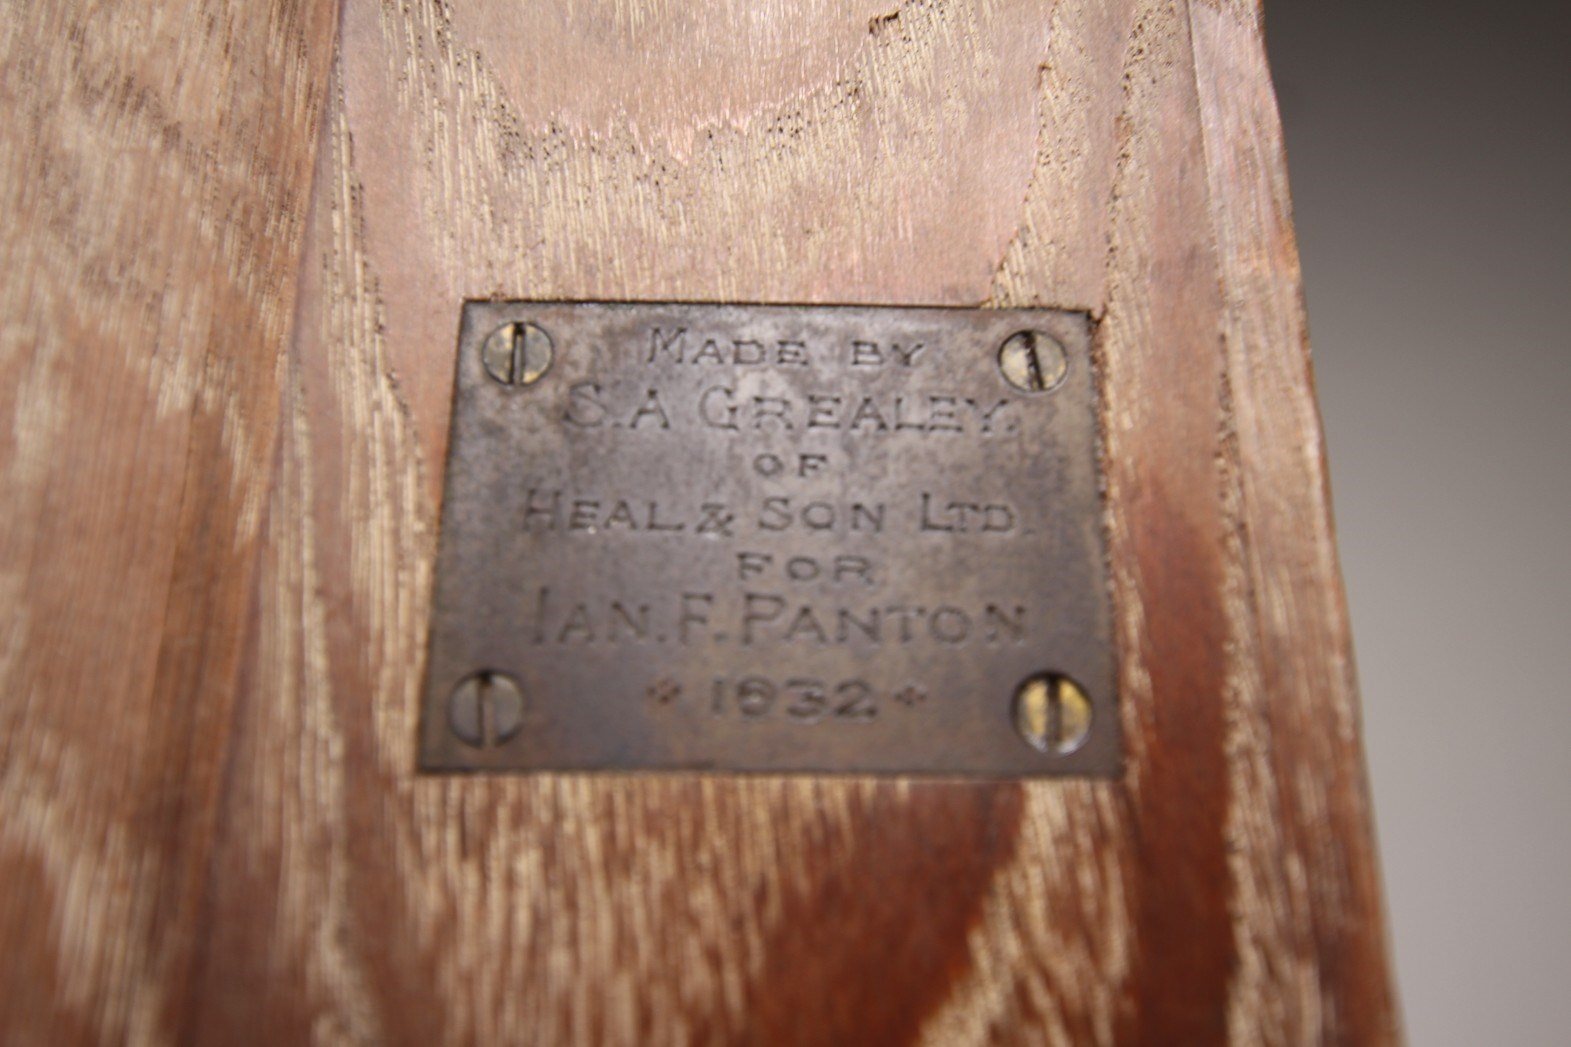 MADE BY
S.A GREALEY.
OF
HEAL & SON LTD.
FOR
IAN.F.PANTON
1932